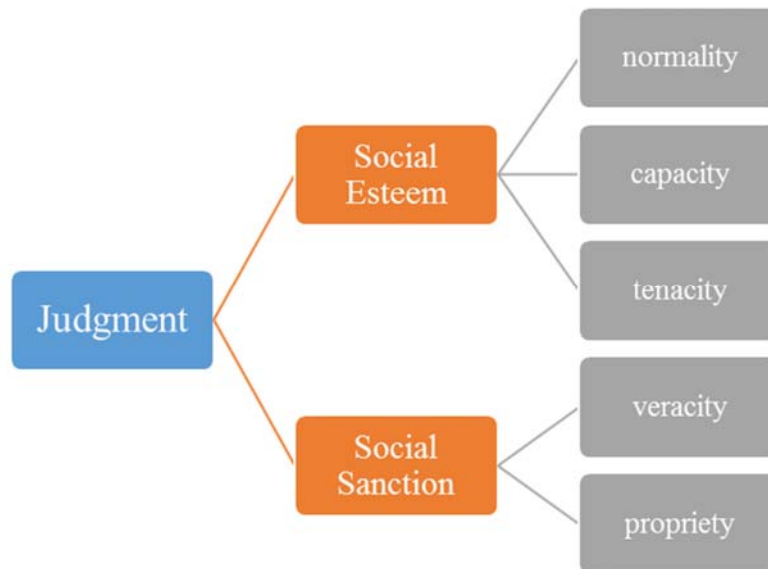 Judgment
Social
Esteem
normality
capacity
tenacity
Social
Sanction
veracity
propriety